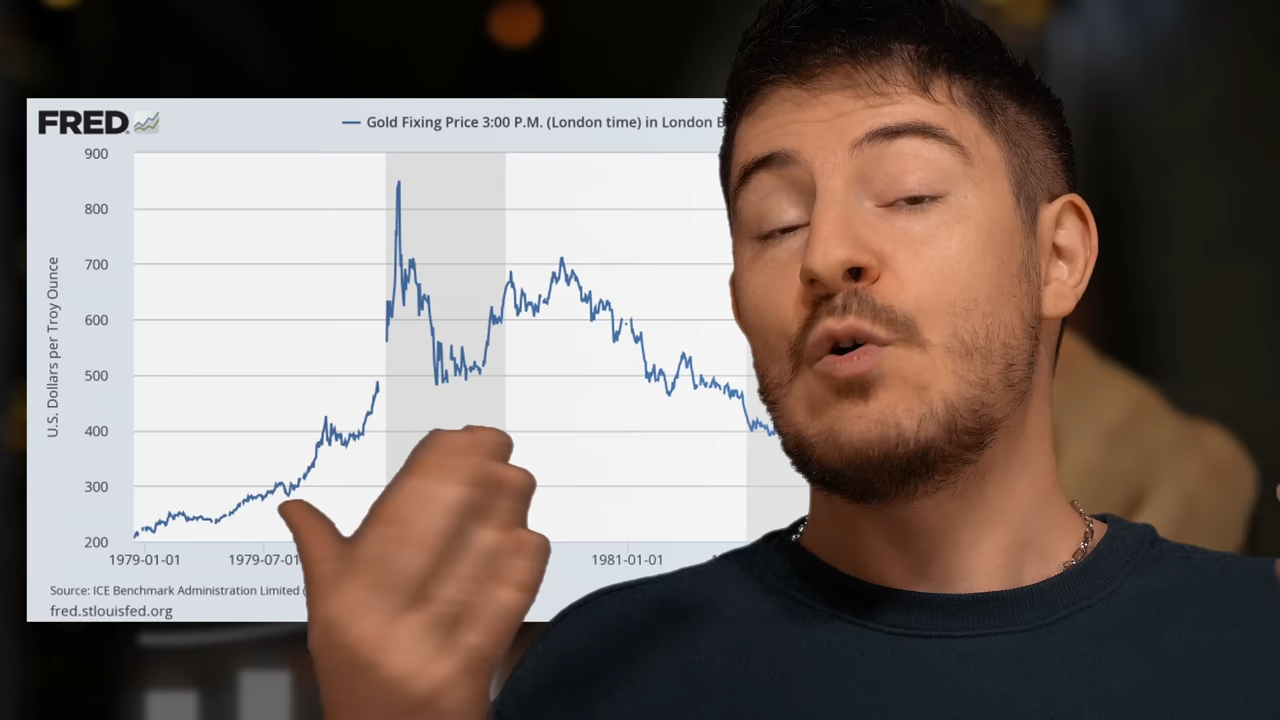 FRED
Gold Fixing Price 3:00 P.M. (London time) in London
900
800
700
600
500
400
300
200
U.S. Dollars per Troy Ounce
1979-01-01 1979-07-01 1981-01-01
Source: ICE Benchmark Administration Limited
fred.stlouisfed.org